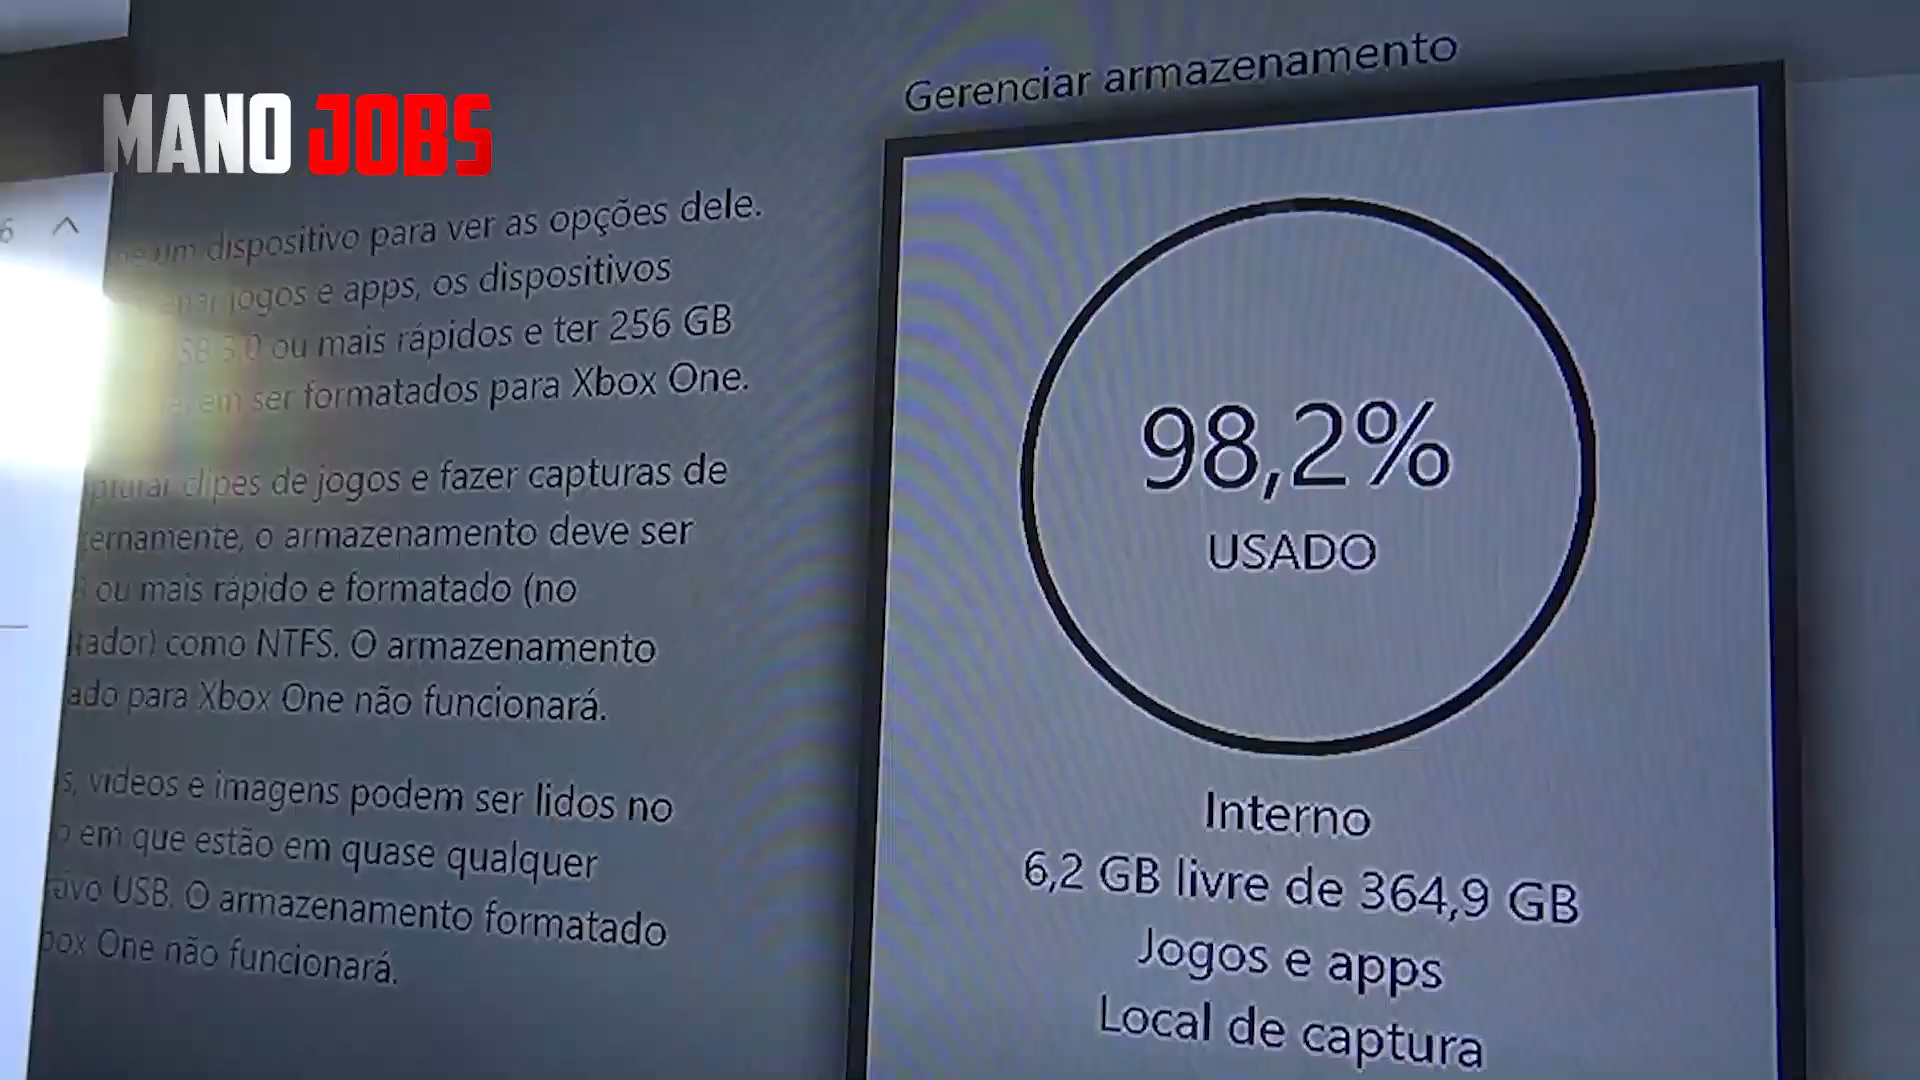 MANO JOBS
Gerenciar armazenamento
6
um dispositivo para ver as opções dele.
jogos e apps, os dispositivos
3.0 ou mais rápidos e ter 256 GB
ser formatados para Xbox One.
clipes de jogos e fazer capturas de
o armazenamento deve ser
ou mais rápido e formatado (no
como NTFS. O armazenamento
para Xbox One não funcionará.
vídeos e imagens podem ser lidos no
em que estão em quase qualquer
USB. O armazenamento formatado
One não funcionará.
98,2%
USADO
Interno
6,2 GB livre de 364,9 GB
Jogos e apps
Local de captura